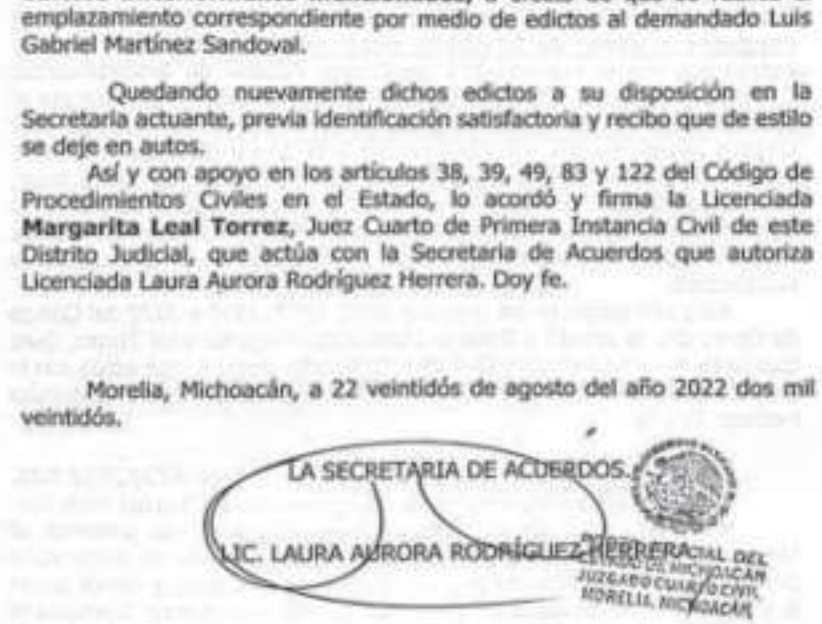 emplazamiento correspondiente por medio de edictos al demandado Luis
Gabriel Martínez Sandoval.
Quedando nuevamente dichos edictos a su disposición en la
Secretaria actuante, previa identificación satisfactoria y recibo que de estilo
se deje en autos.
Así y con apoyo en los artículos 38, 39, 49, 83 y 122 del Código de
Procedimientos Civiles en el Estado, lo acordó y firma la Licenciada
Margarita Leal Torrez, Juez Cuarto de Primera Instancia Civil de este
Distrito Judicial, que actúa con la Secretaria de Acuerdos que autoriza
Licenciada Laura Aurora Rodríguez Herrera. Doy fe.
Morelia, Michoacán, a 22 veintidós de agosto del año 2022 dos mil
veintidós.
LA SECRETARIA DE ACUERDOS.
LIC. LAURA AURORA RODRÍGUEZ HERRERA
DEL
ESTADO DE MICHOACÁN
JUZGADO CUARTO CIVIL
MORELIA, MICHOACÁN